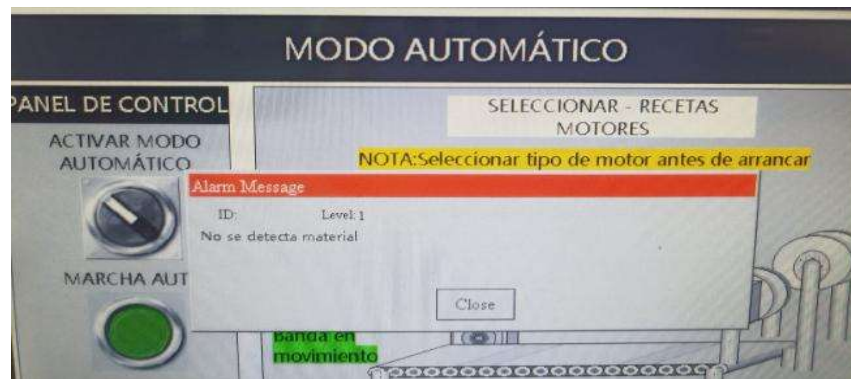 MODO AUTOMÁTICO
PANEL DE CONTROL
ACTIVAR MODO
AUTOMÁTICO
MARCHA AUT
SELECCIONAR - RECETAS
MOTORES
NOTA:Seleccionar tipo de motor antes de arrancar
Alarm Message
ID:
Level: 1
No se detecta material
Close
Banda en
movimiento